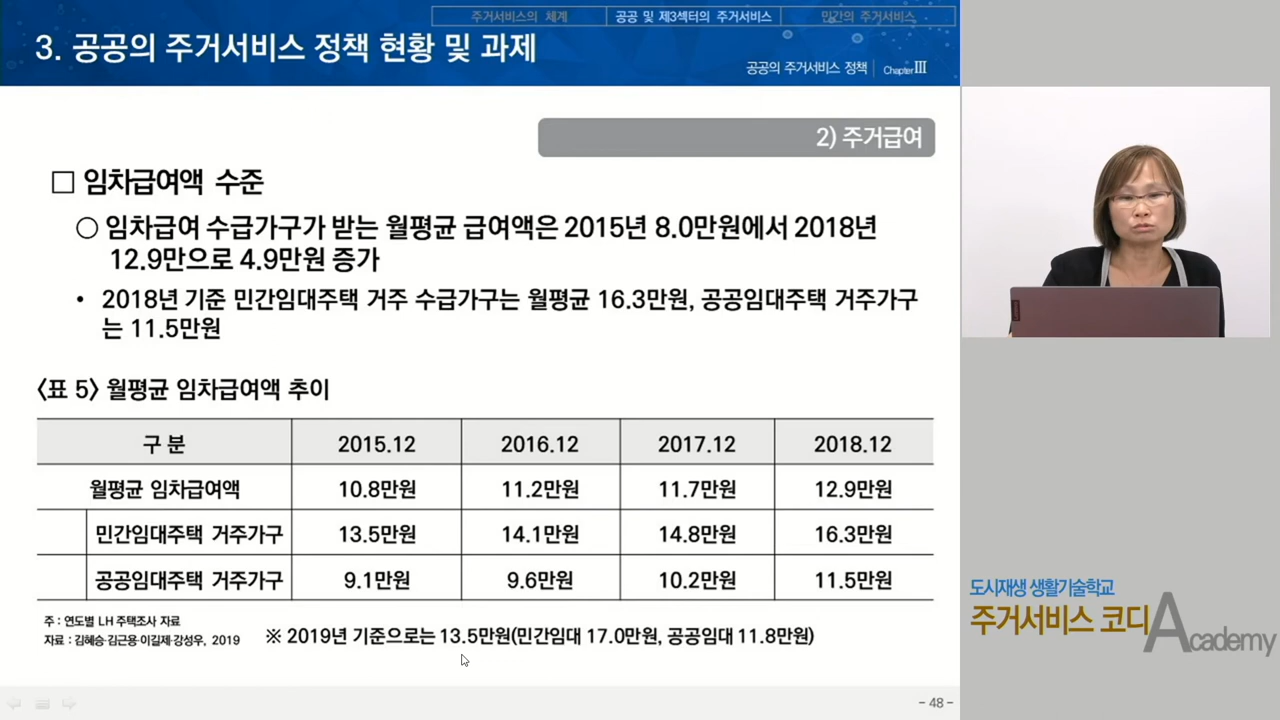 주거서비스의 체계
공공 및 제3섹터의 주거서비스
민간의 주거서비스
3. 공공의 주거서비스 정책 현황 및 과제
공공의 주거서비스 정책 | Chapter III
2) 주거급여
□ 임차급여액 수준
○ 임차급여 수급가구가 받는 월평균 급여액은 2015년 8.0만원에서 2018년
12.9만으로 4.9만원 증가
• 2018년 기준 민간임대주택 거주 수급가구는 월평균 16.3만원, 공공임대주택 거주가구
는 11.5만원
<표 5> 월평균 임차급여액 추이
구 분 2015.12 2016.12 2017.12 2018.12
월평균 임차급여액 10.8만원 11.2만원 11.7만원 12.9만원
민간임대주택 거주가구 13.5만원 14.1만원 14.8만원 16.3만원
공공임대주택 거주가구 9.1만원 9.6만원 10.2만원 11.5만원
주 : 연도별 LH 주택조사 자료
자료 : 김혜승·김근용·이길제·강성우, 2019
※ 2019년 기준으로는 13.5만원(민간임대 17.0만원, 공공임대 11.8만원)
- 48 -
도시재생 생활기술학교
주거서비스 코디 Academy
Lenovo